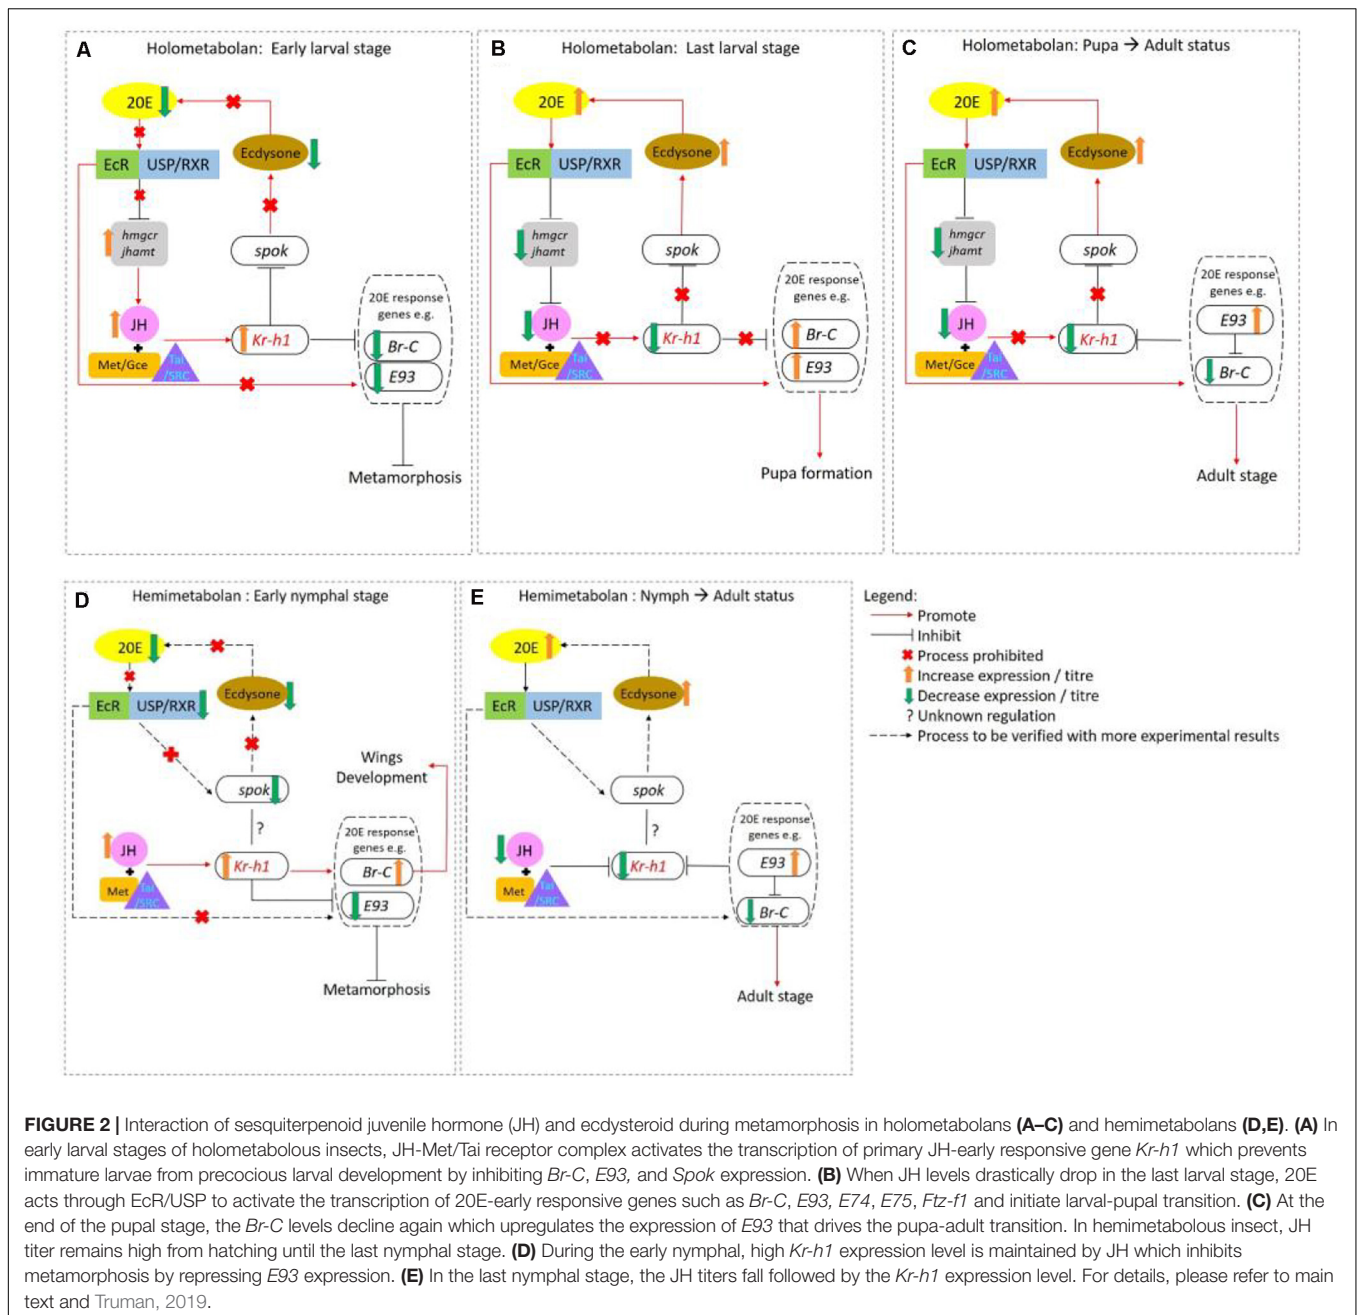 A
Holometabolan: Early larval stage
20E
EcR
USP/RXR
Ecdysone
hmgcr
jhamt
spok
JH
+
Met/Gce
Tai
/SRC
Kr-h1
20E response
genes e.g.
Br-C
E93
Metamorphosis
B
Holometabolan: Last larval stage
20E
EcR
USP/RXR
Ecdysone
hmgcr
jhamt
spok
JH
+
Met/Gce
Tai
/SRC
Kr-h1
20E response
genes e.g.
Br-C
E93
Pupa formation
C
Holometabolan: Pupa → Adult status
20E
EcR
USP/RXR
Ecdysone
hmgcr
jhamt
spok
JH
+
Met/Gce
Tai
/SRC
Kr-h1
20E response
genes e.g.
E93
Br-C
Adult stage
D
Hemimetabolan : Early nymphal stage
20E
EcR
USP/RXR
Ecdysone
spok
?
Wings
Development
JH
+
Met
Tai
/SRC
Kr-h1
20E response
genes e.g.
Br-C
E93
Metamorphosis
E
Hemimetabolan : Nymph → Adult status
20E
EcR
USP/RXR
Ecdysone
spok
?
JH
+
Met
Tai
/SRC
Kr-h1
20E response
genes e.g.
E93
Br-C
Adult stage
Legend:
Promote
Inhibit
Process prohibited
Increase expression / titre
Decrease expression / titre
? Unknown regulation
Process to be verified with more experimental results
FIGURE 2 | Interaction of sesquiterpenoid juvenile hormone (JH) and ecdysteroid during metamorphosis in holometabolans (A–C) and hemimetabolans (D,E). (A) In
early larval stages of holometabolous insects, JH-Met/Tai receptor complex activates the transcription of primary JH-early responsive gene Kr-h1 which prevents
immature larvae from precocious larval development by inhibiting Br-C, E93, and Spok expression. (B) When JH levels drastically drop in the last larval stage, 20E
acts through EcR/USP to activate the transcription of 20E-early responsive genes such as Br-C, E93, E74, E75, Ftz-f1 and initiate larval-pupal transition. (C) At the
end of the pupal stage, the Br-C levels decline again which upregulates the expression of E93 that drives the pupa-adult transition. In hemimetabolous insect, JH
titer remains high from hatching until the last nymphal stage. (D) During the early nymphal, high Kr-h1 expression level is maintained by JH which inhibits
metamorphosis by repressing E93 expression. (E) In the last nymphal stage, the JH titers fall followed by the Kr-h1 expression level. For details, please refer to main
text and Truman, 2019.